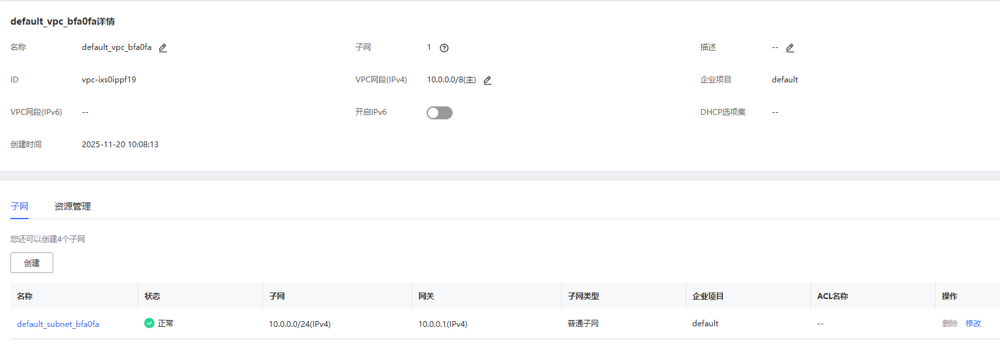 default_vpc_bfa0fa详情
名称 default_vpc_bfa0fa 子网 1 描述 --
ID vpc-ixs0ippf19 VPC网段(IPv4) 10.0.0.0/8(主) 企业项目 default
VPC网段(IPv6) -- 开启IPv6 DHCP选项集 --
创建时间 2025-11-20 10:08:13
子网 资源管理
您还可以创建4个子网
创建
名称 状态 子网 网关 子网类型 企业项目 ACL名称 操作
default_subnet_bfa0fa 正常 10.0.0.0/24(IPv4) 10.0.0.1(IPv4) 普通子网 default -- 删除 修改